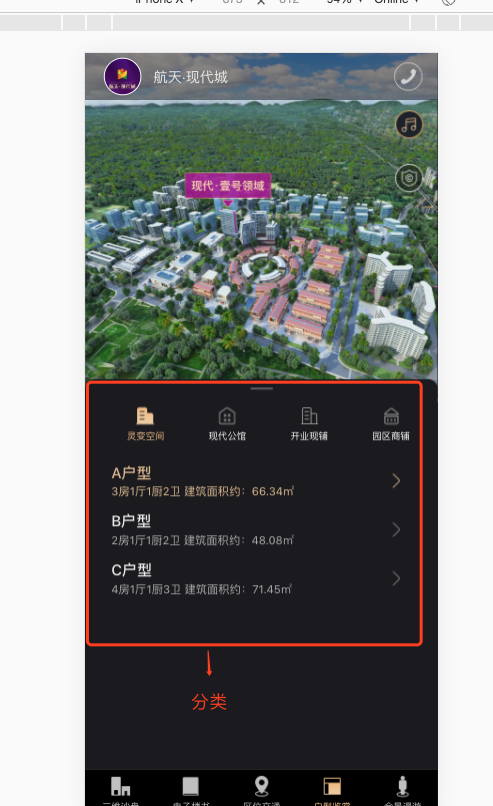 航天·现代城
现代·壹号领域
灵变空间
现代公馆
开业现铺
园区商铺
A户型
3房1厅1厨2卫 建筑面积约：66.34㎡
B户型
2房1厅1厨2卫 建筑面积约：48.08㎡
C户型
4房1厅1厨3卫 建筑面积约：71.45㎡
分类